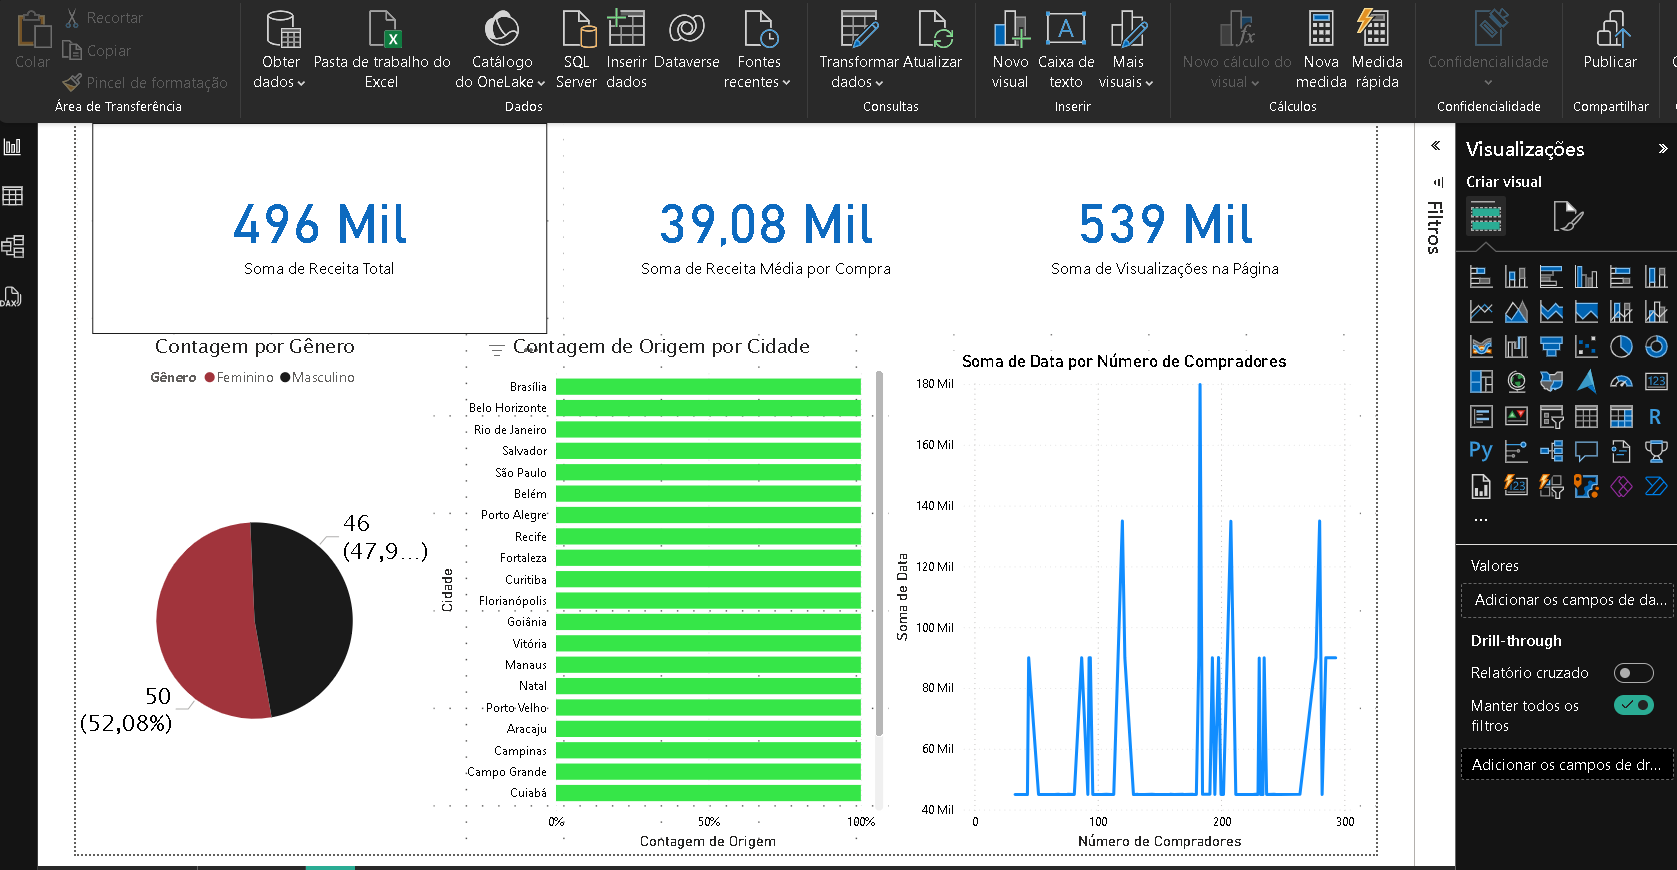 Colar
Recortar
Copiar
Pincel de formatação
Área de Transferência
Obter
dados
Pasta de trabalho do
Excel
Catálogo
do OneLake
SQL
Server
Inserir
dados
Dataverse
Fontes
recentes
Dados
Transformar
dados
Atualizar
Consultas
Novo
visual
Caixa de
texto
Mais
visuais
Inserir
Novo cálculo do
visual
Nova
medida
Medida
rápida
Cálculos
Confidencialidade
Confidencialidade
Publicar
Compartilhar
496 Mil
Soma de Receita Total
39,08 Mil
Soma de Receita Média por Compra
539 Mil
Soma de Visualizações na Página
Contagem por Gênero
Gênero Feminino Masculino
46
(47,9...)
50
(52,08%)
Contagem de Origem por Cidade
Cidade
Brasília
Belo Horizonte
Rio de Janeiro
Salvador
São Paulo
Belém
Porto Alegre
Recife
Fortaleza
Curitiba
Florianópolis
Goiânia
Vitória
Manaus
Natal
Porto Velho
Aracaju
Campinas
Campo Grande
Cuiabá
0% 50% 100%
Contagem de Origem
Soma de Data por Número de Compradores
Soma de Data
180 Mil
160 Mil
140 Mil
120 Mil
100 Mil
80 Mil
60 Mil
40 Mil
0 100 200 300
Número de Compradores
Filtros
Visualizações
Criar visual
123
R
Py
123
...
Valores
Adicionar os campos de da...
Drill-through
Relatório cruzado
Manter todos os
filtros
Adicionar os campos de dr...
DAX